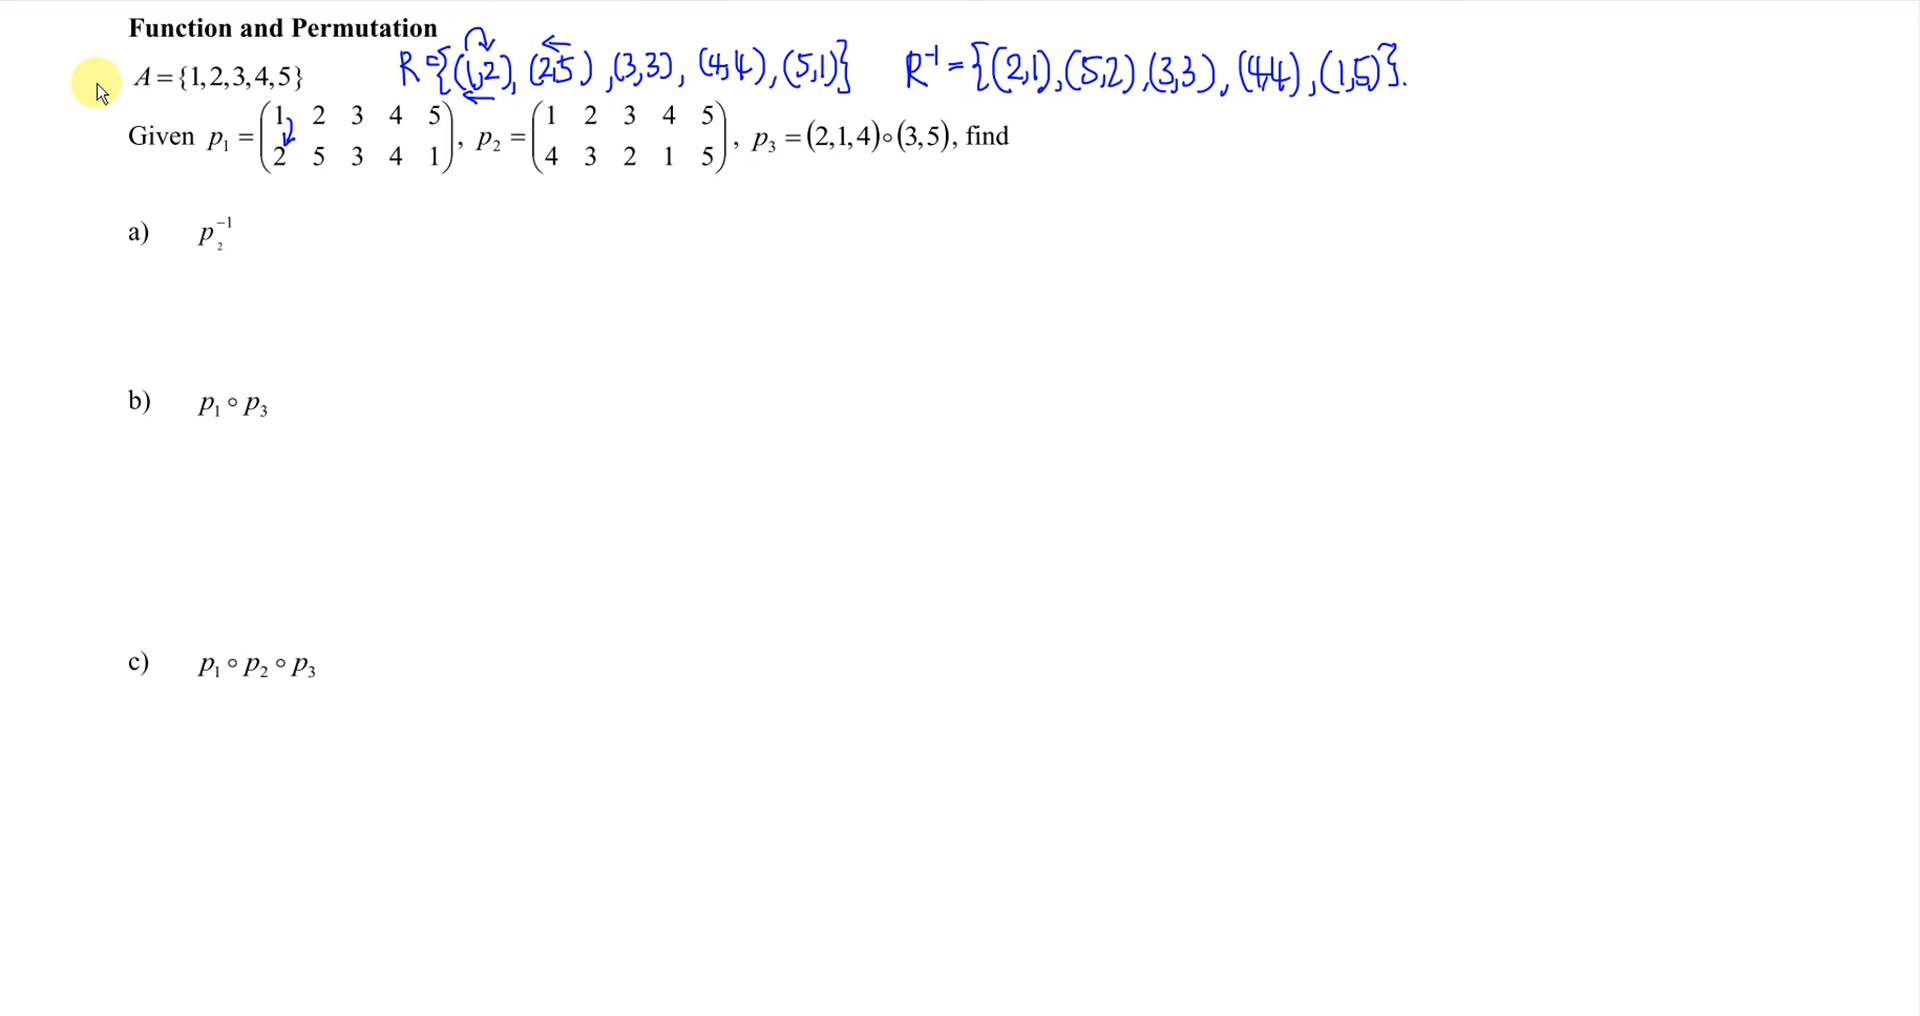 Function and Permutation
A={1,2,3,4,5} R={(1,2), (2,5), (3,3), (4,4), (5,1)} R⁻¹={(2,1),(5,2),(3,3),(4,4),(1,5)}.
1 2 3 4 5 1 2 3 4 5
Given p₁ = , p₂ = , p₃ = (2,1,4)∘(3,5), find
2 5 3 4 1 4 3 2 1 5
a) p₂⁻¹
b) p₁ ∘ p₃
c) p₁ ∘ p₂ ∘ p₃